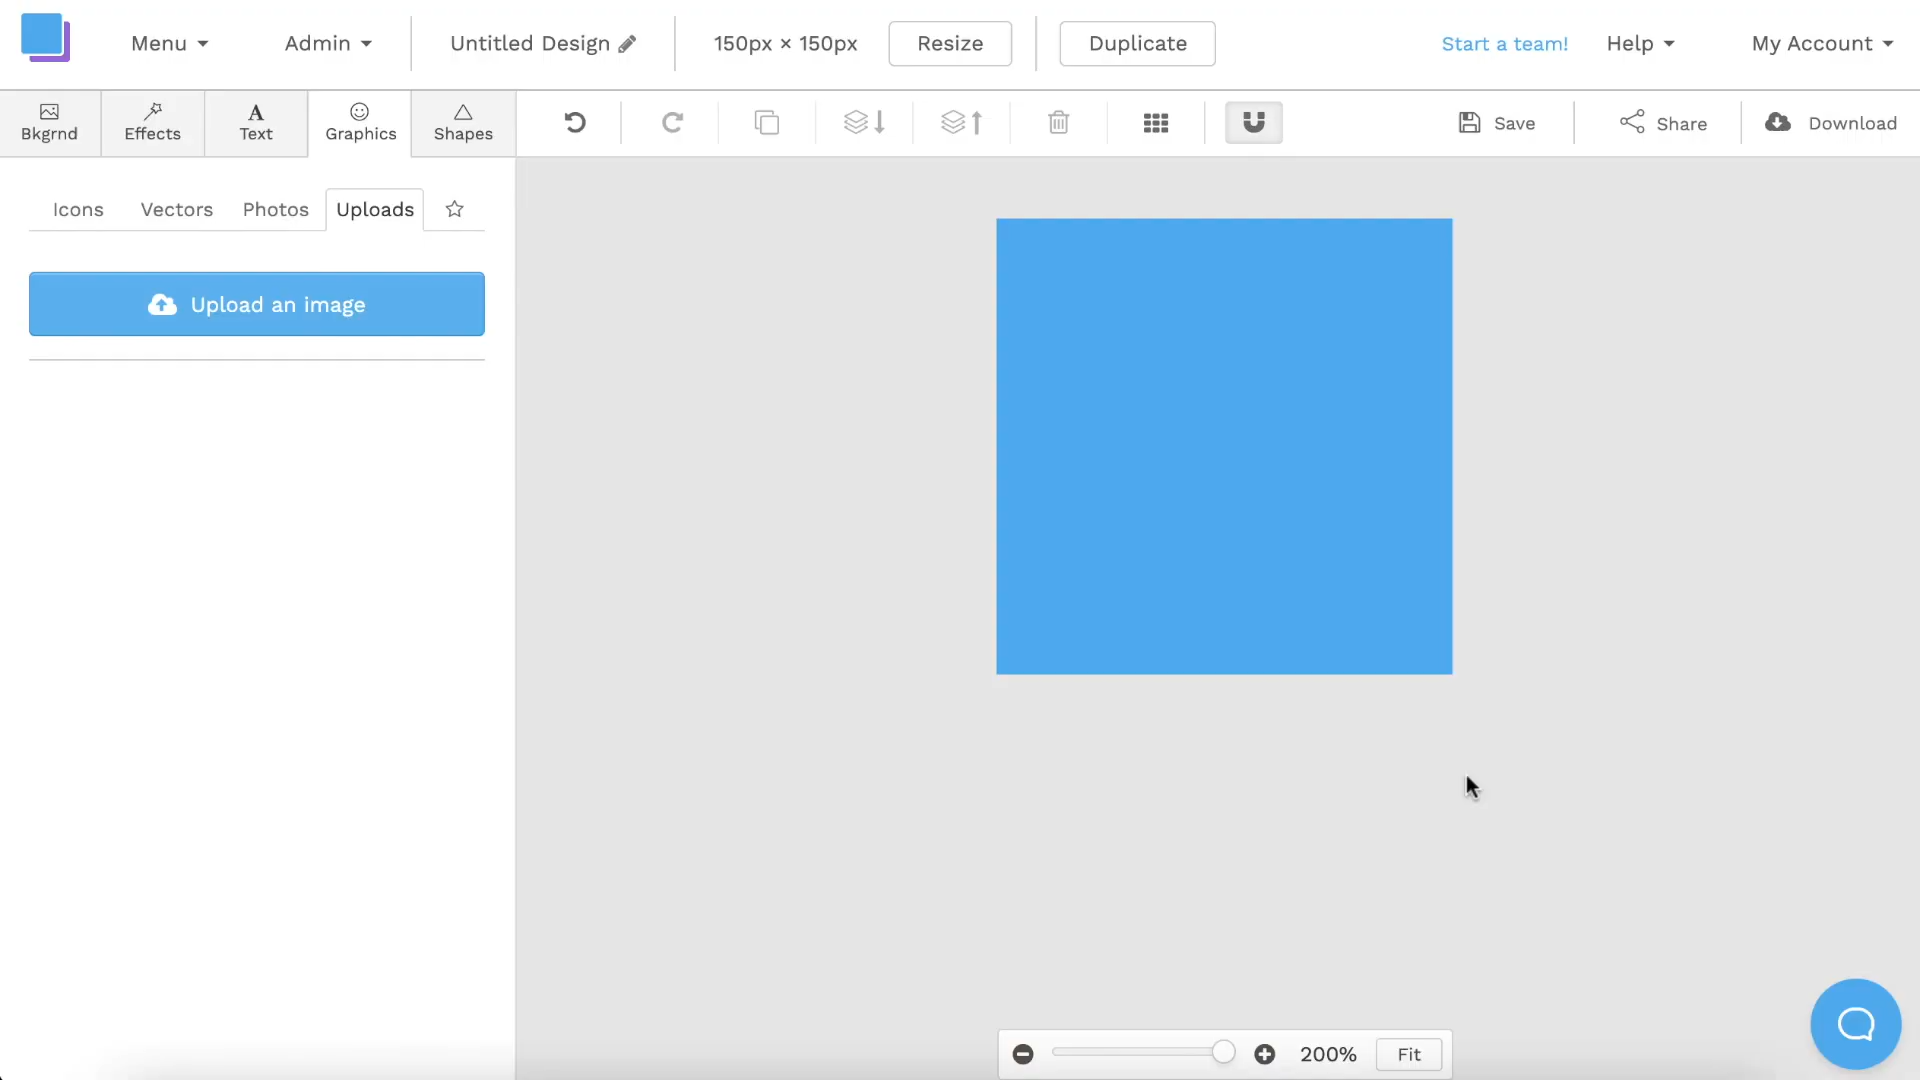 Menu Admin Untitled Design 150px × 150px Resize Duplicate Start a team! Help My Account
Bkgrnd Effects Text Graphics Shapes Save Share Download
Icons Vectors Photos Uploads
Upload an image
200% Fit